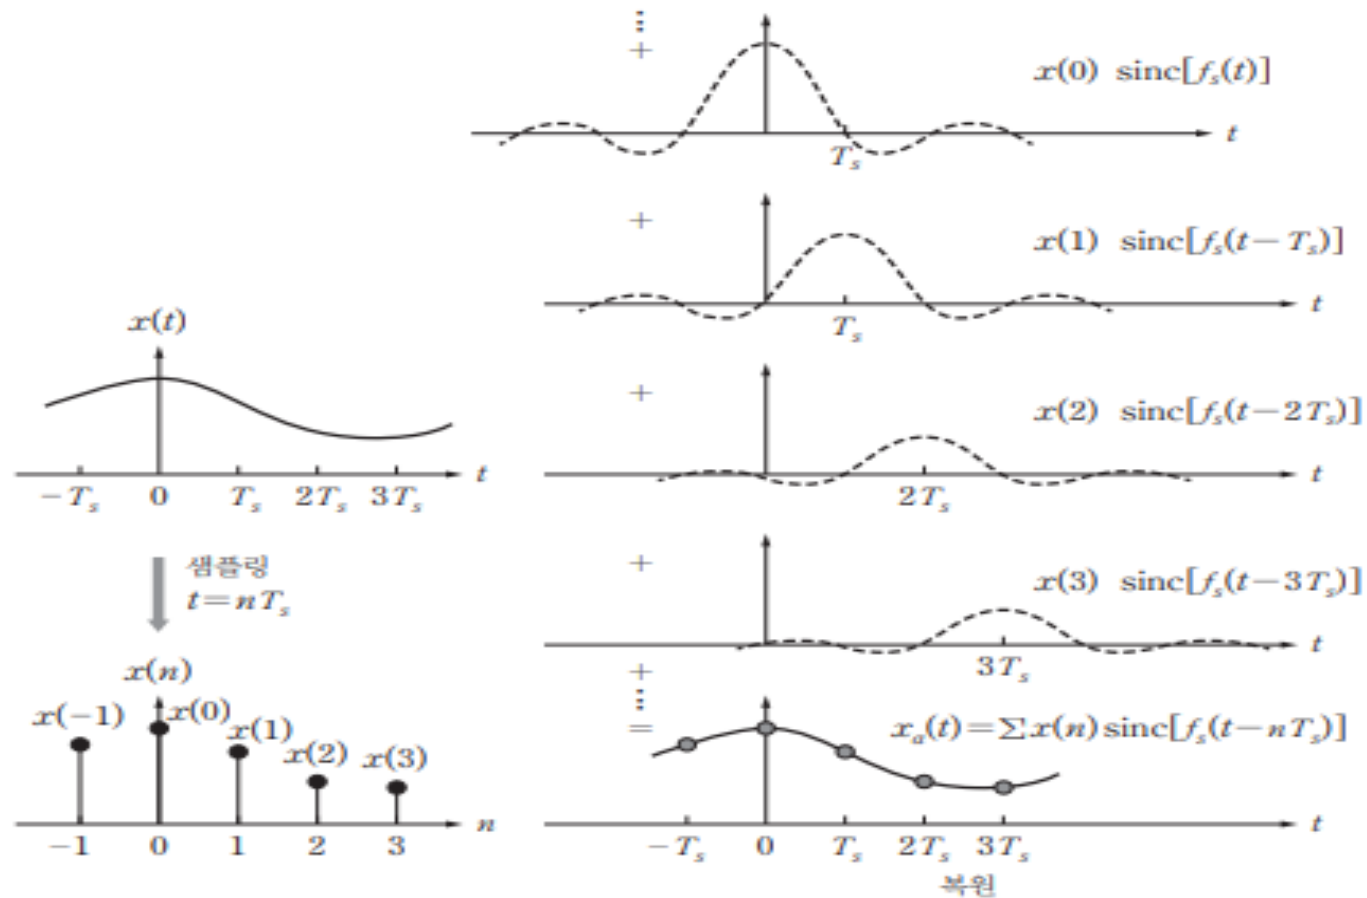 x(t)
t
−Tₛ 0 Tₛ 2Tₛ 3Tₛ
샘플링
t=nTₛ
x(n)
x(−1) x(0) x(1) x(2) x(3)
n
−1 0 1 2 3
⋮
+
x(0) sinc[fₛ(t)]
t
Tₛ
+
x(1) sinc[fₛ(t−Tₛ)]
t
Tₛ
+
x(2) sinc[fₛ(t−2Tₛ)]
t
2Tₛ
+
x(3) sinc[fₛ(t−3Tₛ)]
t
3Tₛ
+
⋮
= xₐ(t)=∑x(n)sinc[fₛ(t−nTₛ)]
t
−Tₛ 0 Tₛ 2Tₛ 3Tₛ
복원